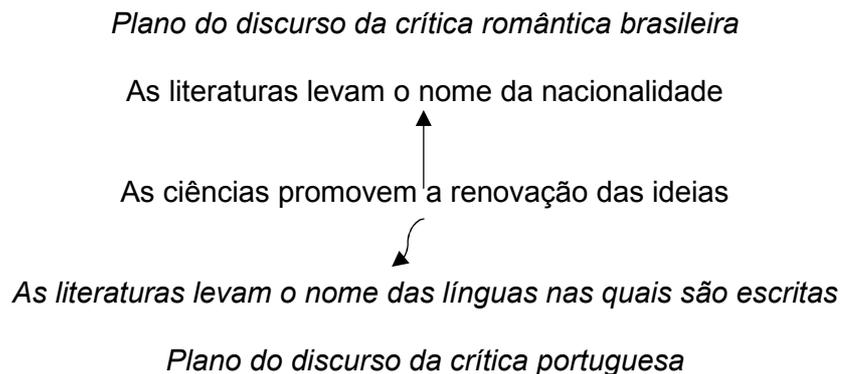 Plano do discurso da crítica romântica brasileira
As literaturas levam o nome da nacionalidade
As ciências promovem a renovação das ideias
As literaturas levam o nome das línguas nas quais são escritas
Plano do discurso da crítica portuguesa